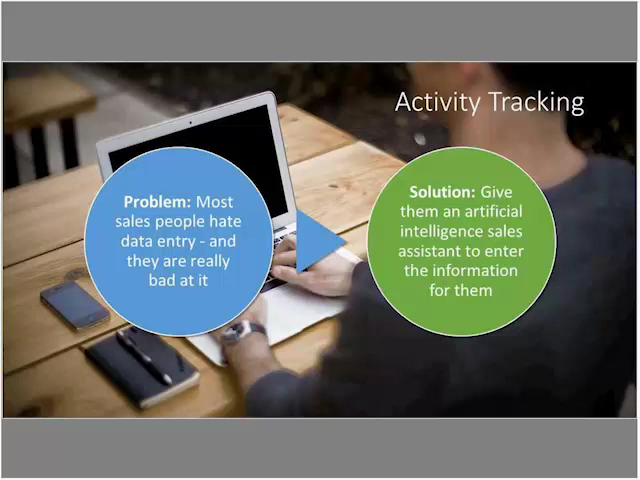 Activity Tracking
Problem: Most
sales people hate
data entry - and
they are really
bad at it
Solution: Give
them an artificial
intelligence sales
assistant to enter
the information
for them